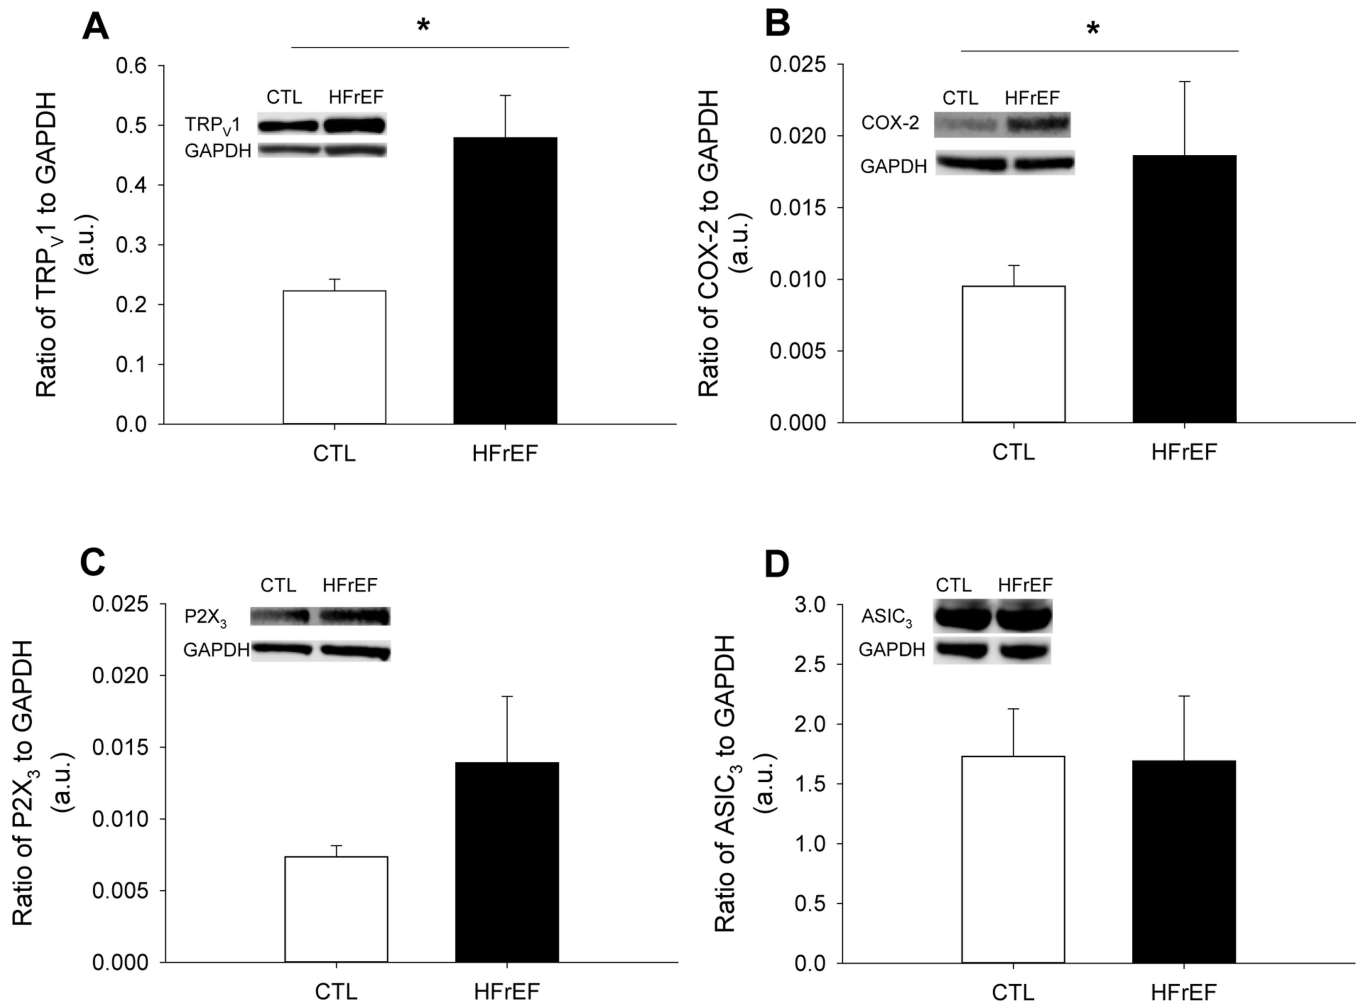 A
*
Ratio of TRPV1 to GAPDH
(a.u.)
0.6
0.5
0.4
0.3
0.2
0.1
0.0
CTL HFrEF
TRPV1
GAPDH
CTL HFrEF
B
*
Ratio of COX-2 to GAPDH
(a.u.)
0.025
0.020
0.015
0.010
0.005
0.000
CTL HFrEF
COX-2
GAPDH
CTL HFrEF
C
Ratio of P2X3 to GAPDH
(a.u.)
0.025
0.020
0.015
0.010
0.005
0.000
CTL HFrEF
P2X3
GAPDH
CTL HFrEF
D
Ratio of ASIC3 to GAPDH
(a.u.)
3.0
2.5
2.0
1.5
1.0
0.5
0.0
CTL HFrEF
ASIC3
GAPDH
CTL HFrEF